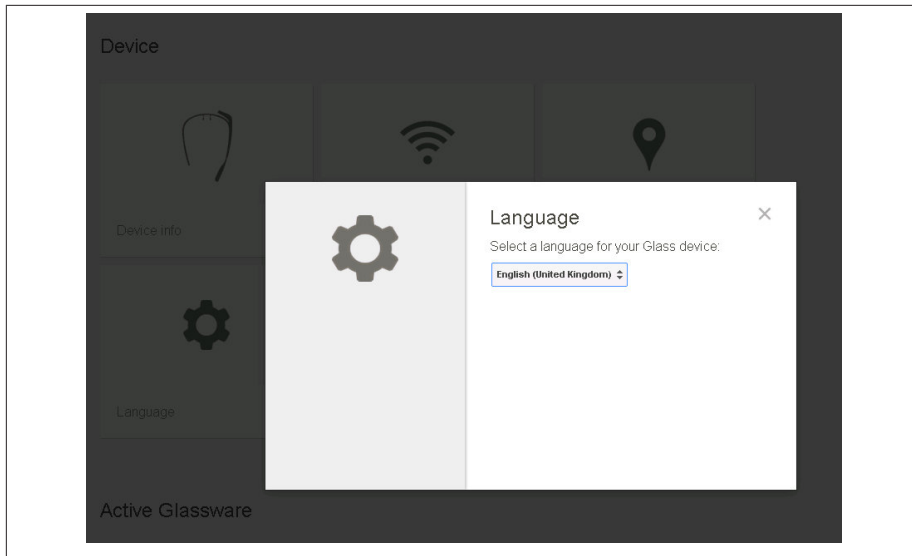 Device
Device info
Language
Select a language for your Glass device:
English (United Kingdom)
Language
Active Glassware